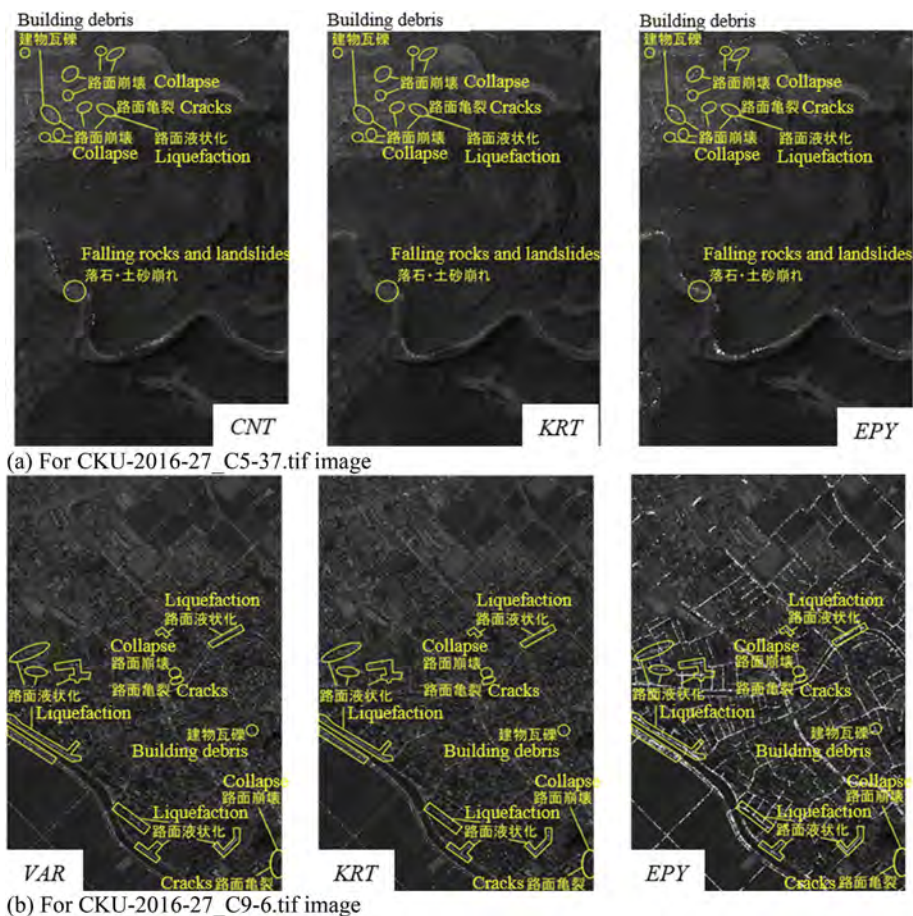 Building debris
建物瓦礫
路面崩壊 Collapse
路面亀裂 Cracks
路面崩壊 路面液状化
Collapse Liquefaction
Falling rocks and landslides
落石・土砂崩れ
CNT
Building debris
建物瓦礫
路面崩壊 Collapse
路面亀裂 Cracks
路面崩壊 路面液状化
Collapse Liquefaction
Falling rocks and landslides
落石・土砂崩れ
KRT
Building debris
建物瓦礫
路面崩壊 Collapse
路面亀裂 Cracks
路面崩壊 路面液状化
Collapse Liquefaction
Falling rocks and landslides
落石・土砂崩れ
EPY
(a) For CKU-2016-27_C5-37.tif image
Liquefaction
路面液状化
Collapse
路面崩壊
路面亀裂 Cracks
路面液状化
Liquefaction
建物瓦礫
Building debris
Collapse
路面崩壊
Liquefaction
路面液状化
VAR
Cracks 路面亀裂
Liquefaction
路面液状化
Collapse
路面崩壊
路面亀裂 Cracks
路面液状化
Liquefaction
建物瓦礫
Building debris
Collapse
路面崩壊
Liquefaction
路面液状化
KRT
Cracks 路面亀裂
Liquefaction
路面液状化
Collapse
路面崩壊
路面亀裂 Cracks
路面液状化
Liquefaction
建物瓦礫
Building debris
Collapse
路面崩壊
Liquefaction
路面液状化
EPY
Cracks 路面亀裂
(b) For CKU-2016-27_C9-6.tif image